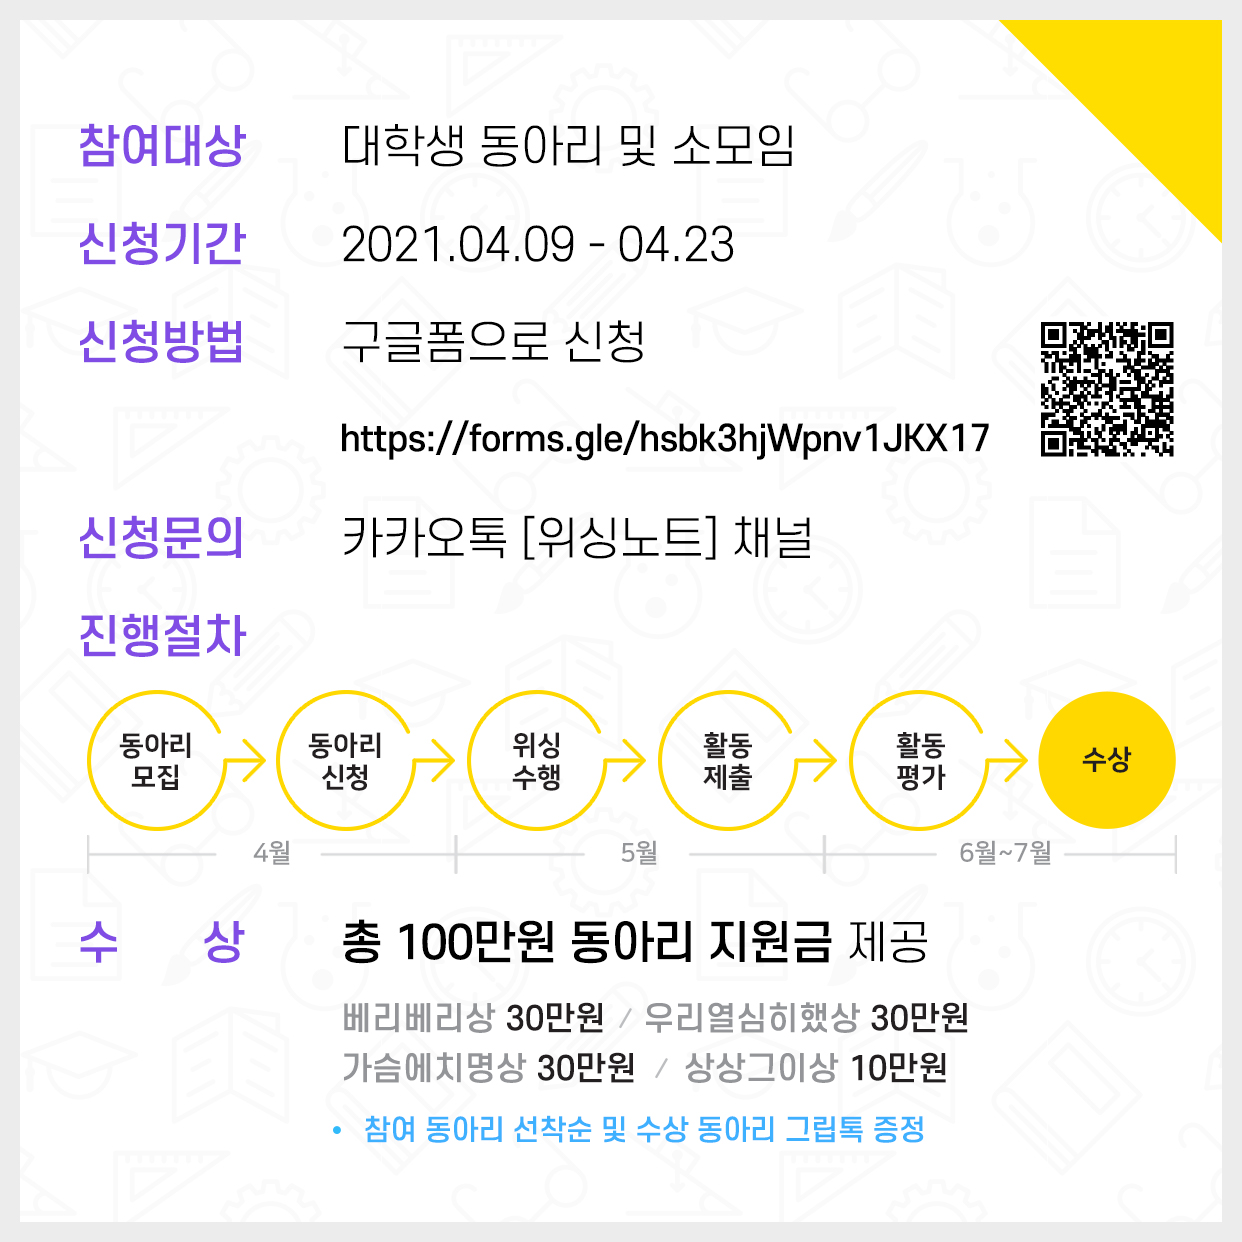 참여대상 대학생 동아리 및 소모임
신청기간 2021.04.09 - 04.23
신청방법 구글폼으로 신청
https://forms.gle/hsbk3hjWpnv1JKX17
신청문의 카카오톡 [위싱노트] 채널
진행절차
동아리 모집
동아리 신청
위싱 수행
활동 제출
활동 평가
수상
4월 5월 6월~7월
수 상 총 100만원 동아리 지원금 제공
베리베리상 30만원 / 우리열심히했상 30만원
가슴에치명상 30만원 / 상상그이상 10만원
• 참여 동아리 선착순 및 수상 동아리 그립톡 증정